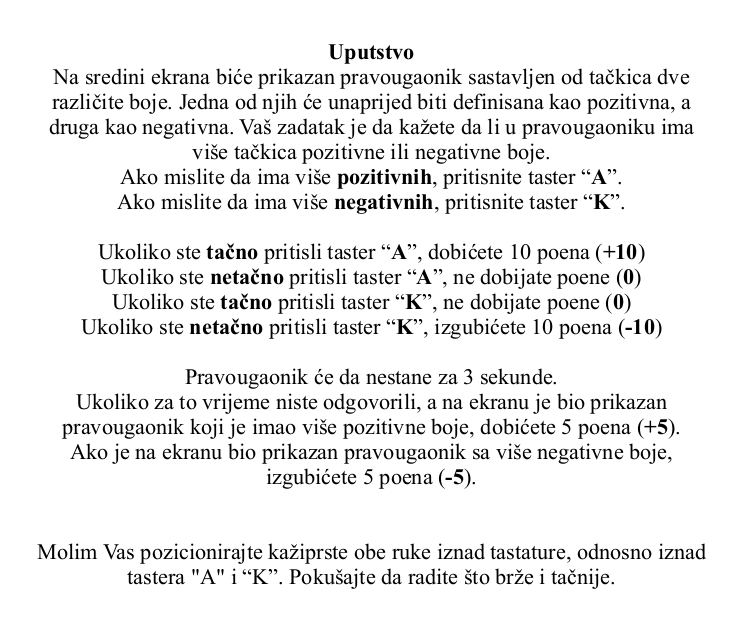 Uputstvo
Na sredini ekrana biće prikazan pravougaonik sastavljen od tačkica dve
različite boje. Jedna od njih će unaprijed biti definisana kao pozitivna, a
druga kao negativna. Vaš zadatak je da kažete da li u pravougaoniku ima
više tačkica pozitivne ili negativne boje.
Ako mislite da ima više pozitivnih, pritisnite taster “A”.
Ako mislite da ima više negativnih, pritisnite taster “K”.
Ukoliko ste tačno pritisli taster “A”, dobićete 10 poena (+10)
Ukoliko ste netačno pritisli taster “A”, ne dobijate poene (0)
Ukoliko ste tačno pritisli taster “K”, ne dobijate poene (0)
Ukoliko ste netačno pritisli taster “K”, izgubićete 10 poena (-10)
Pravougaonik će da nestane za 3 sekunde.
Ukoliko za to vrijeme niste odgovorili, a na ekranu je bio prikazan
pravougaonik koji je imao više pozitivne boje, dobićete 5 poena (+5).
Ako je na ekranu bio prikazan pravougaonik sa više negativne boje,
izgubićete 5 poena (-5).
Molim Vas pozicionirajte kažiprste obe ruke iznad tastature, odnosno iznad
tastera "A" i “K”. Pokušajte da radite što brže i tačnije.